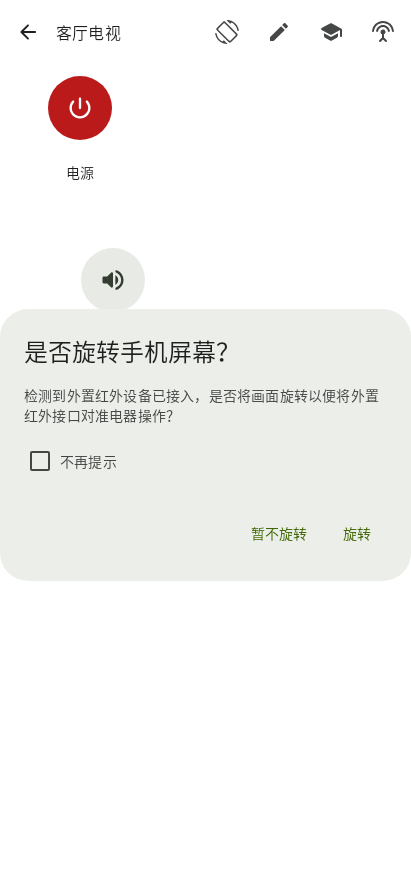 客厅电视
电源
是否旋转手机屏幕?
检测到外置红外设备已接入，是否将画面旋转以便将外置
红外接口对准电器操作?
不再提示
暂不旋转
旋转